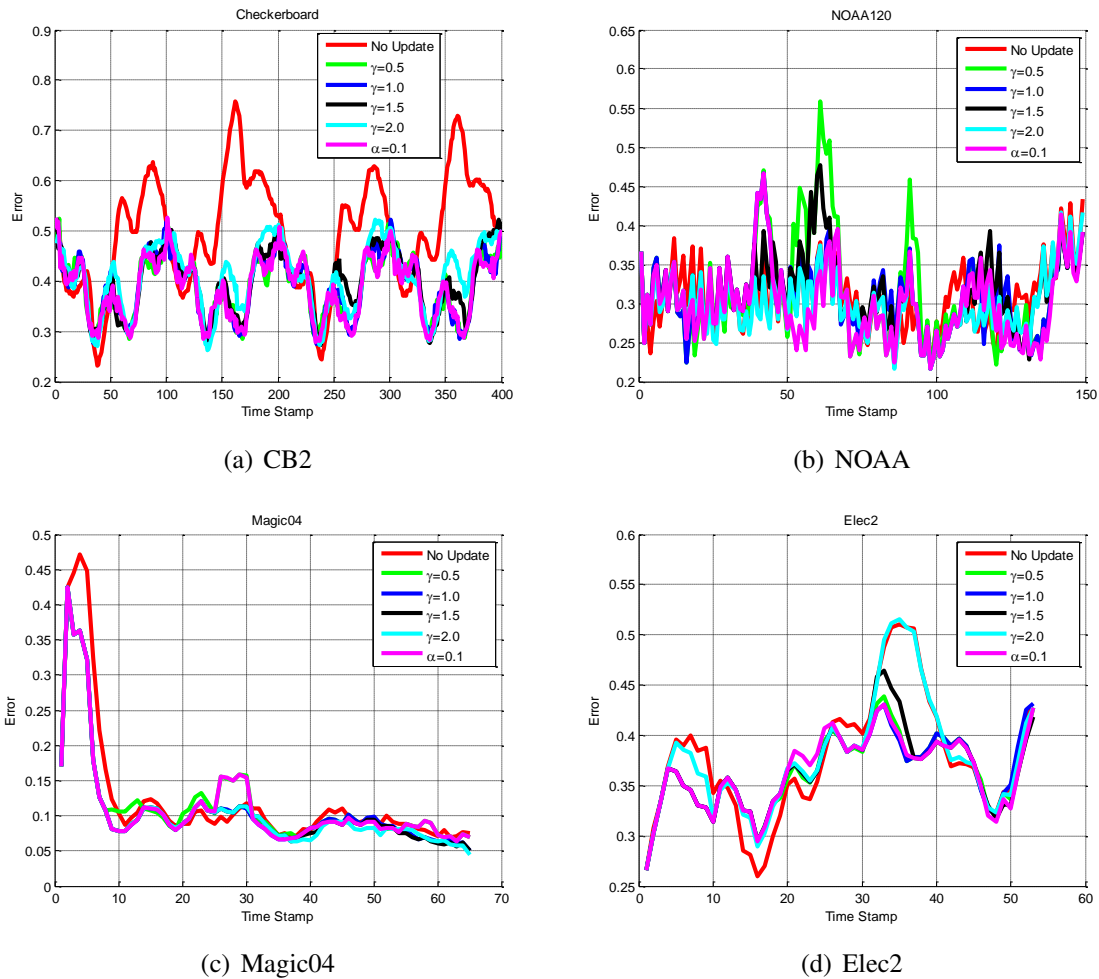 Checkerboard
0.9
0.8
0.7
0.6
0.5
0.4
0.3
0.2
Error
0 50 100 150 200 250 300 350 400
Time Stamp
No Update
γ=0.5
γ=1.0
γ=1.5
γ=2.0
α=0.1
(a) CB2
NOAA120
0.65
0.6
0.55
0.5
0.45
0.4
0.35
0.3
0.25
0.2
Error
0 50 100 150
Time Stamp
No Update
γ=0.5
γ=1.0
γ=1.5
γ=2.0
α=0.1
(b) NOAA
Magic04
0.5
0.45
0.4
0.35
0.3
0.25
0.2
0.15
0.1
0.05
0
Error
0 10 20 30 40 50 60 70
Time Stamp
No Update
γ=0.5
γ=1.0
γ=1.5
γ=2.0
α=0.1
(c) Magic04
Elec2
0.6
0.55
0.5
0.45
0.4
0.35
0.3
0.25
Error
0 10 20 30 40 50 60
Time Stamp
No Update
γ=0.5
γ=1.0
γ=1.5
γ=2.0
α=0.1
(d) Elec2